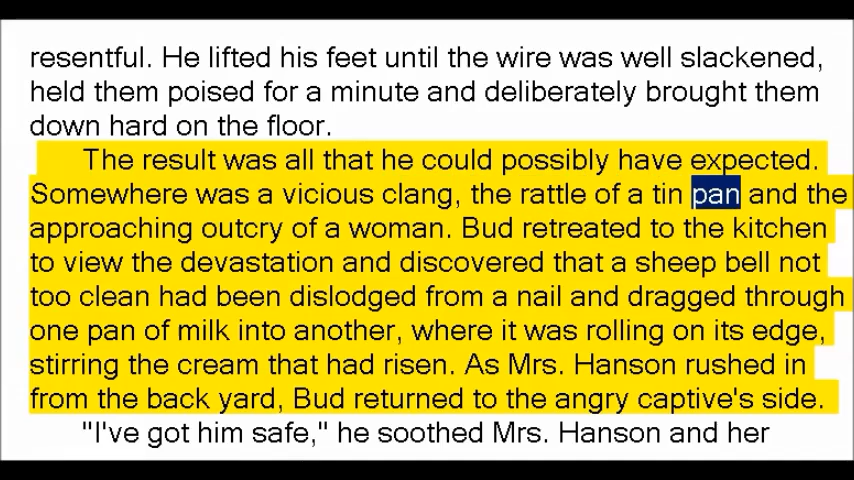 resentful. He lifted his feet until the wire was well slackened,
held them poised for a minute and deliberately brought them
down hard on the floor.
The result was all that he could possibly have expected.
Somewhere was a vicious clang, the rattle of a tin pan and the
approaching outcry of a woman. Bud retreated to the kitchen
to view the devastation and discovered that a sheep bell not
too clean had been dislodged from a nail and dragged through
one pan of milk into another, where it was rolling on its edge,
stirring the cream that had risen. As Mrs. Hanson rushed in
from the back yard, Bud returned to the angry captive's side.
"I've got him safe," he soothed Mrs. Hanson and her